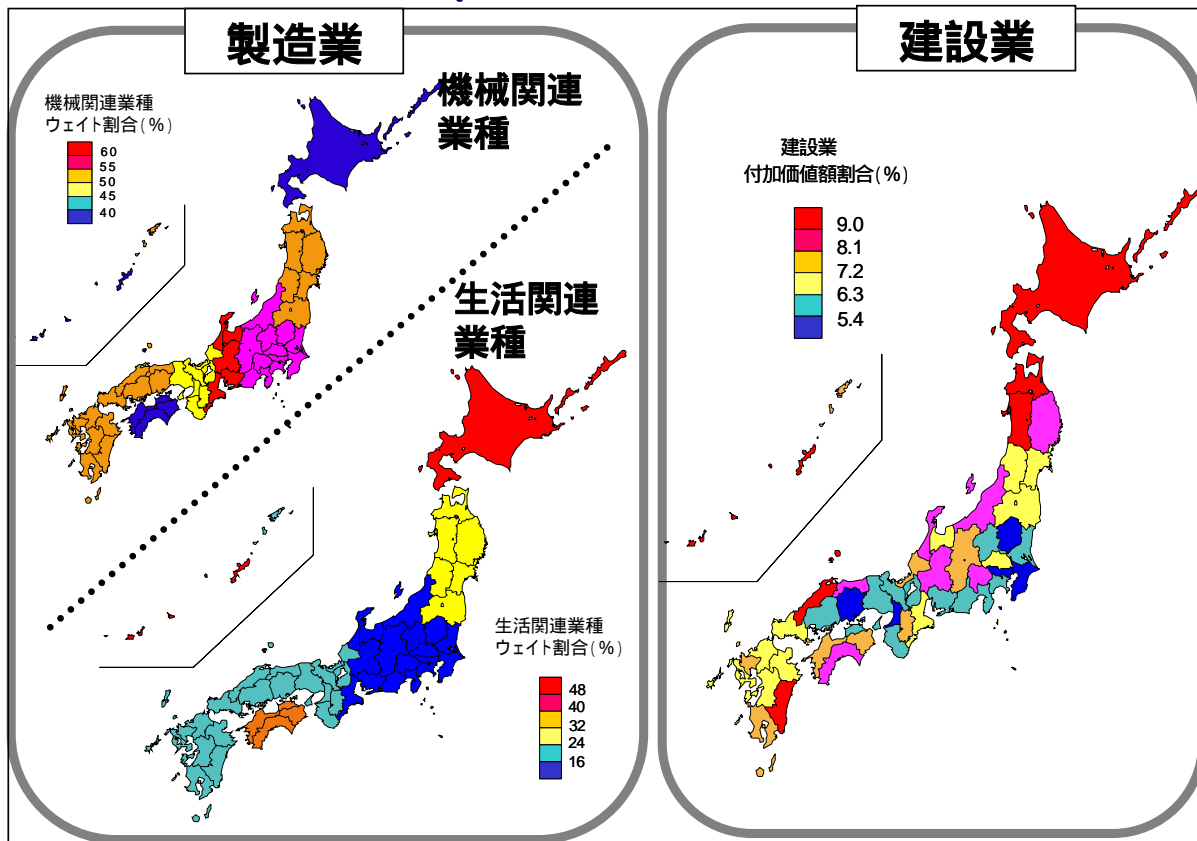 製造業
機械関連業種
ウェイト割合(%)
60
55
50
45
40
機械関連
業種
生活関連
業種
生活関連業種
ウェイト割合(%)
48
40
32
24
16
建設業
建設業
付加価値額割合(%)
9.0
8.1
7.2
6.3
5.4